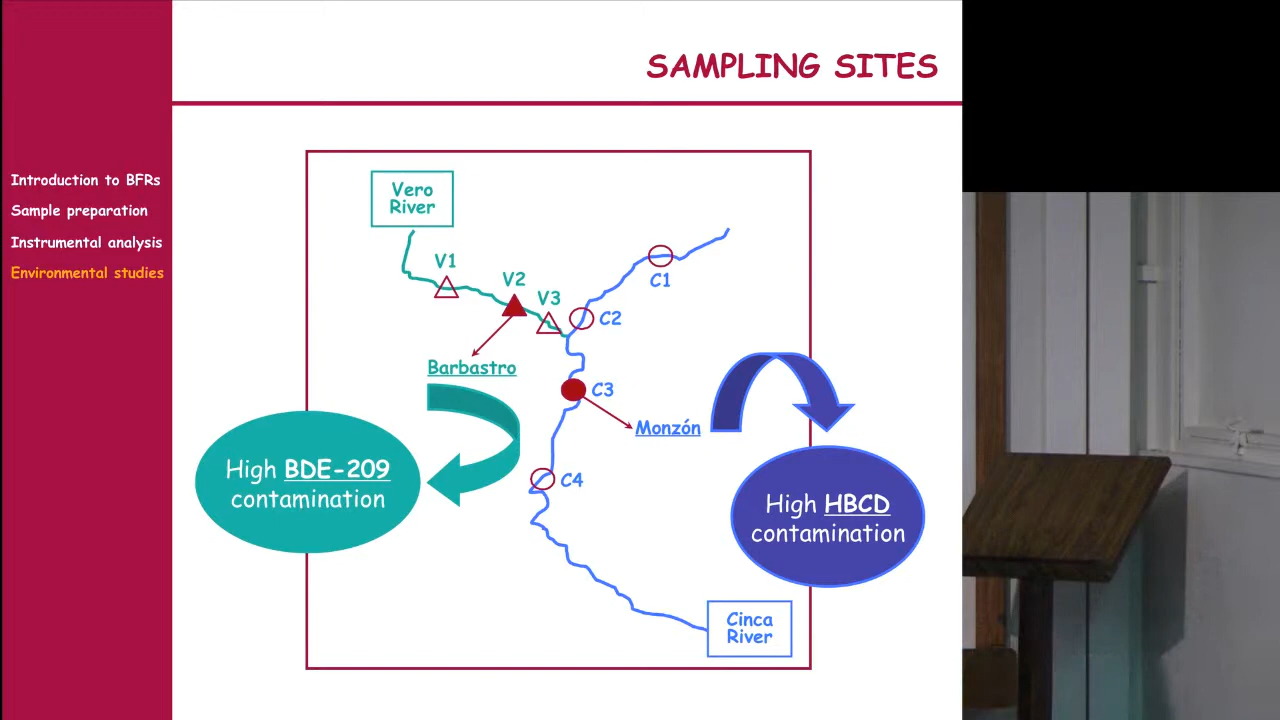 SAMPLING SITES
Introduction to BFRs
Sample preparation
Instrumental analysis
Environmental studies
Vero
River
V1
V2
V3
C1
C2
Barbastro
C3
Monzón
High BDE-209
contamination
C4
High HBCD
contamination
Cinca
River